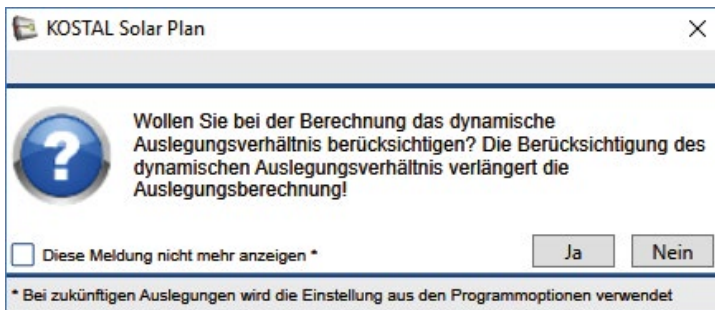 KOSTAL Solar Plan
Wollen Sie bei der Berechnung das dynamische
Auslegungsverhältnis berücksichtigen? Die Berücksichtigung des
dynamischen Auslegungsverhältnis verlängert die
Auslegungsberechnung!
Diese Meldung nicht mehr anzeigen *
Ja
Nein
* Bei zukünftigen Auslegungen wird die Einstellung aus den Programmoptionen verwendet